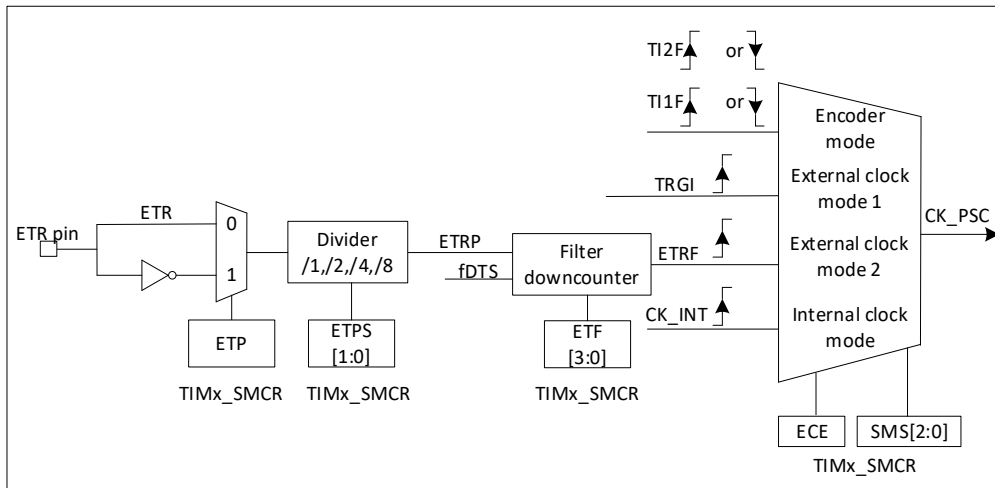 TI2F or
TI1F or
Encoder
mode
TRGI
External clock
mode 1
CK_PSC
ETR pin
ETR
0
1
Divider
/1,/2,/4,/8
ETRP
fDTS
Filter
downcounter
ETRF
External clock
mode 2
CK_INT
Internal clock
mode
ETP
ETPS
[1:0]
ETF
[3:0]
TIMx_SMCR
TIMx_SMCR
TIMx_SMCR
ECE
SMS[2:0]
TIMx_SMCR